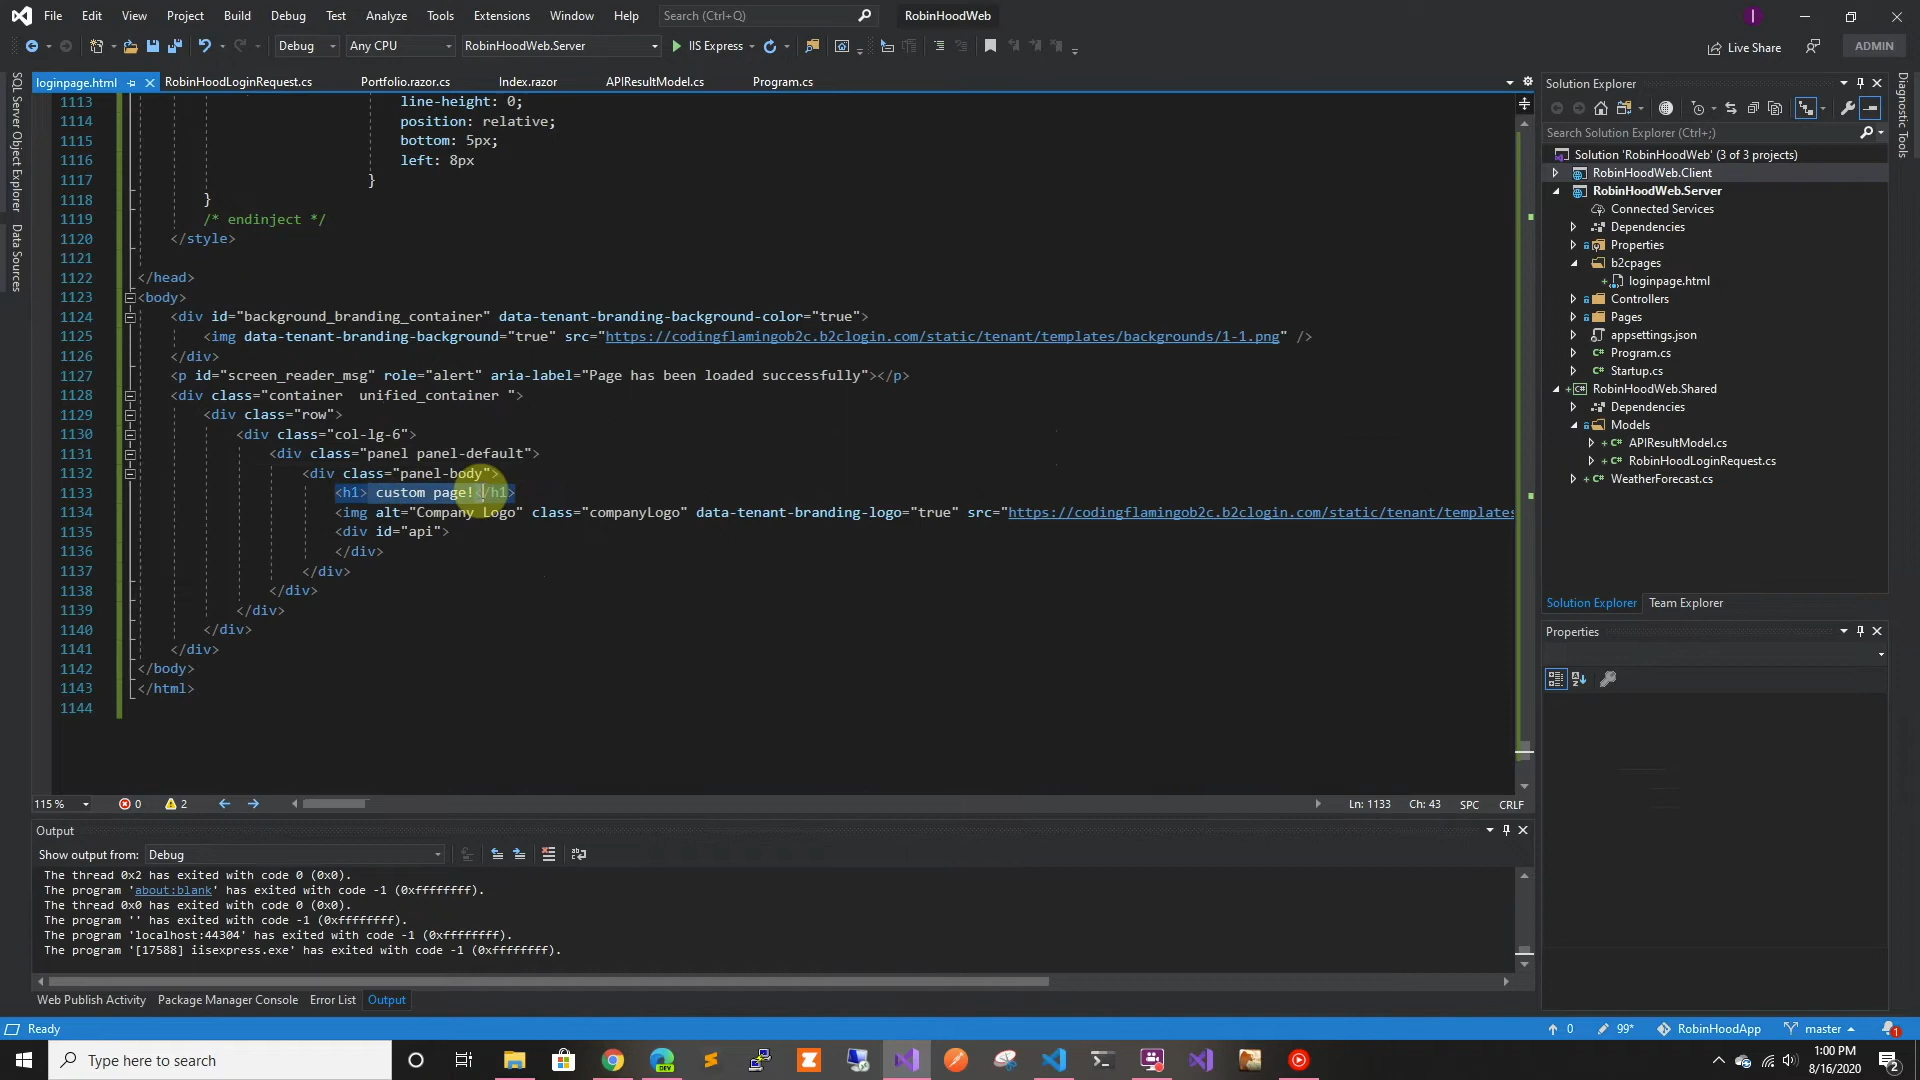 File Edit View Project Build Debug Test Analyze Tools Extensions Window Help Search (Ctrl+Q) RobinHoodWeb
Debug Any CPU RobinHoodWeb.Server IIS Express Live Share ADMIN
loginpage.html RobinHoodLoginRequest.cs Portfolio.razor.cs Index.razor APIResultModel.cs Program.cs
SQL Server Object Explorer
Data Sources
1113 line-height: 0;
1114 position: relative;
1115 bottom: 5px;
1116 left: 8px
1117 }
1118 }
1119 /* endinject */
1120 </style>
1121
1122 </head>
1123 <body>
1124 <div id="background_branding_container" data-tenant-branding-background-color="true">
1125 <img data-tenant-branding-background="true" src="https://codingflamingob2c.b2clogin.com/static/tenant/templates/backgrounds/1-1.png" />
1126 </div>
1127 <p id="screen_reader_msg" role="alert" aria-label="Page has been loaded successfully"></p>
1128 <div class="container  unified_container ">
1129 <div class="row">
1130 <div class="col-lg-6">
1131 <div class="panel panel-default">
1132 <div class="panel-body">
1133 <h1> custom page!</h1>
1134 <img alt="Company Logo" class="companyLogo" data-tenant-branding-logo="true" src="https://codingflamingob2c.b2clogin.com/static/tenant/templates
1135 <div id="api">
1136 </div>
1137 </div>
1138 </div>
1139 </div>
1140 </div>
1141 </div>
1142 </body>
1143 </html>
1144
115 % 0 2 Ln: 1133 Ch: 43 SPC CRLF
Output
Show output from: Debug
The thread 0x2 has exited with code 0 (0x0).
The program 'about:blank' has exited with code -1 (0xffffffff).
The thread 0x0 has exited with code 0 (0x0).
The program '' has exited with code -1 (0xffffffff).
The program 'localhost:44304' has exited with code -1 (0xffffffff).
The program '[17588] iisexpress.exe' has exited with code -1 (0xffffffff).
Web Publish Activity Package Manager Console Error List Output
Solution Explorer
Search Solution Explorer (Ctrl+;)
Solution 'RobinHoodWeb' (3 of 3 projects)
RobinHoodWeb.Client
RobinHoodWeb.Server
Connected Services
Dependencies
Properties
b2cpages
loginpage.html
Controllers
Pages
appsettings.json
Program.cs
Startup.cs
RobinHoodWeb.Shared
Dependencies
Models
APIResultModel.cs
RobinHoodLoginRequest.cs
WeatherForecast.cs
Solution Explorer Team Explorer
Properties
Diagnostic Tools
Ready 0 99* RobinHoodApp master 1
Type here to search
DEV
1:00 PM
8/16/2020
2